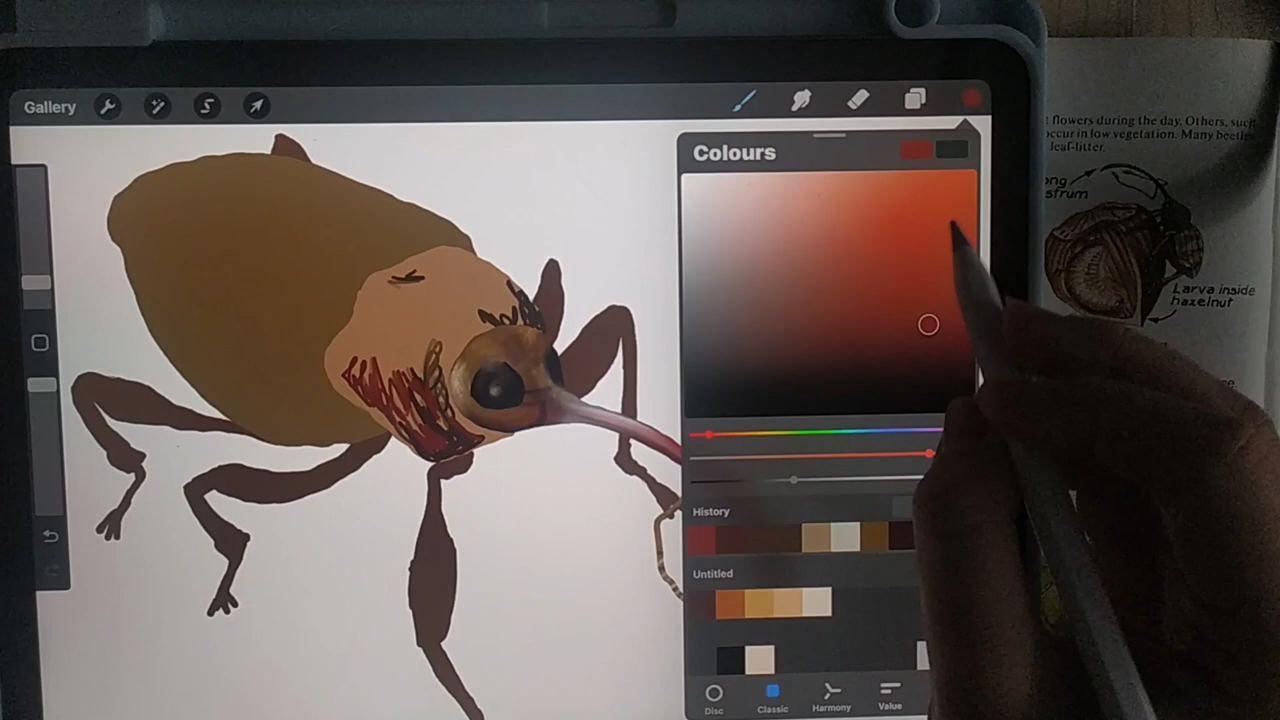 Gallery
Colours
History
Untitled
Disc
Classic
Harmony
Value
flowers during the day. Others, such
occur in low vegetation. Many beetles
leaf-litter.
Larva inside
hazelnut